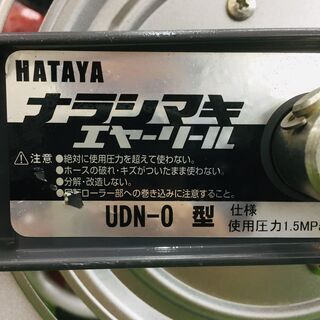 HATAYA
ナラシマキ
エヤーリール
⚠注意
●絶対に使用圧力を超えて使わない。
●ホースの破れ・キズがついたまま使わない。
●分解・改造しない。
ローラー部への巻き込みに注意すること。
UDN-0 型
仕様
使用圧力1.5MPa